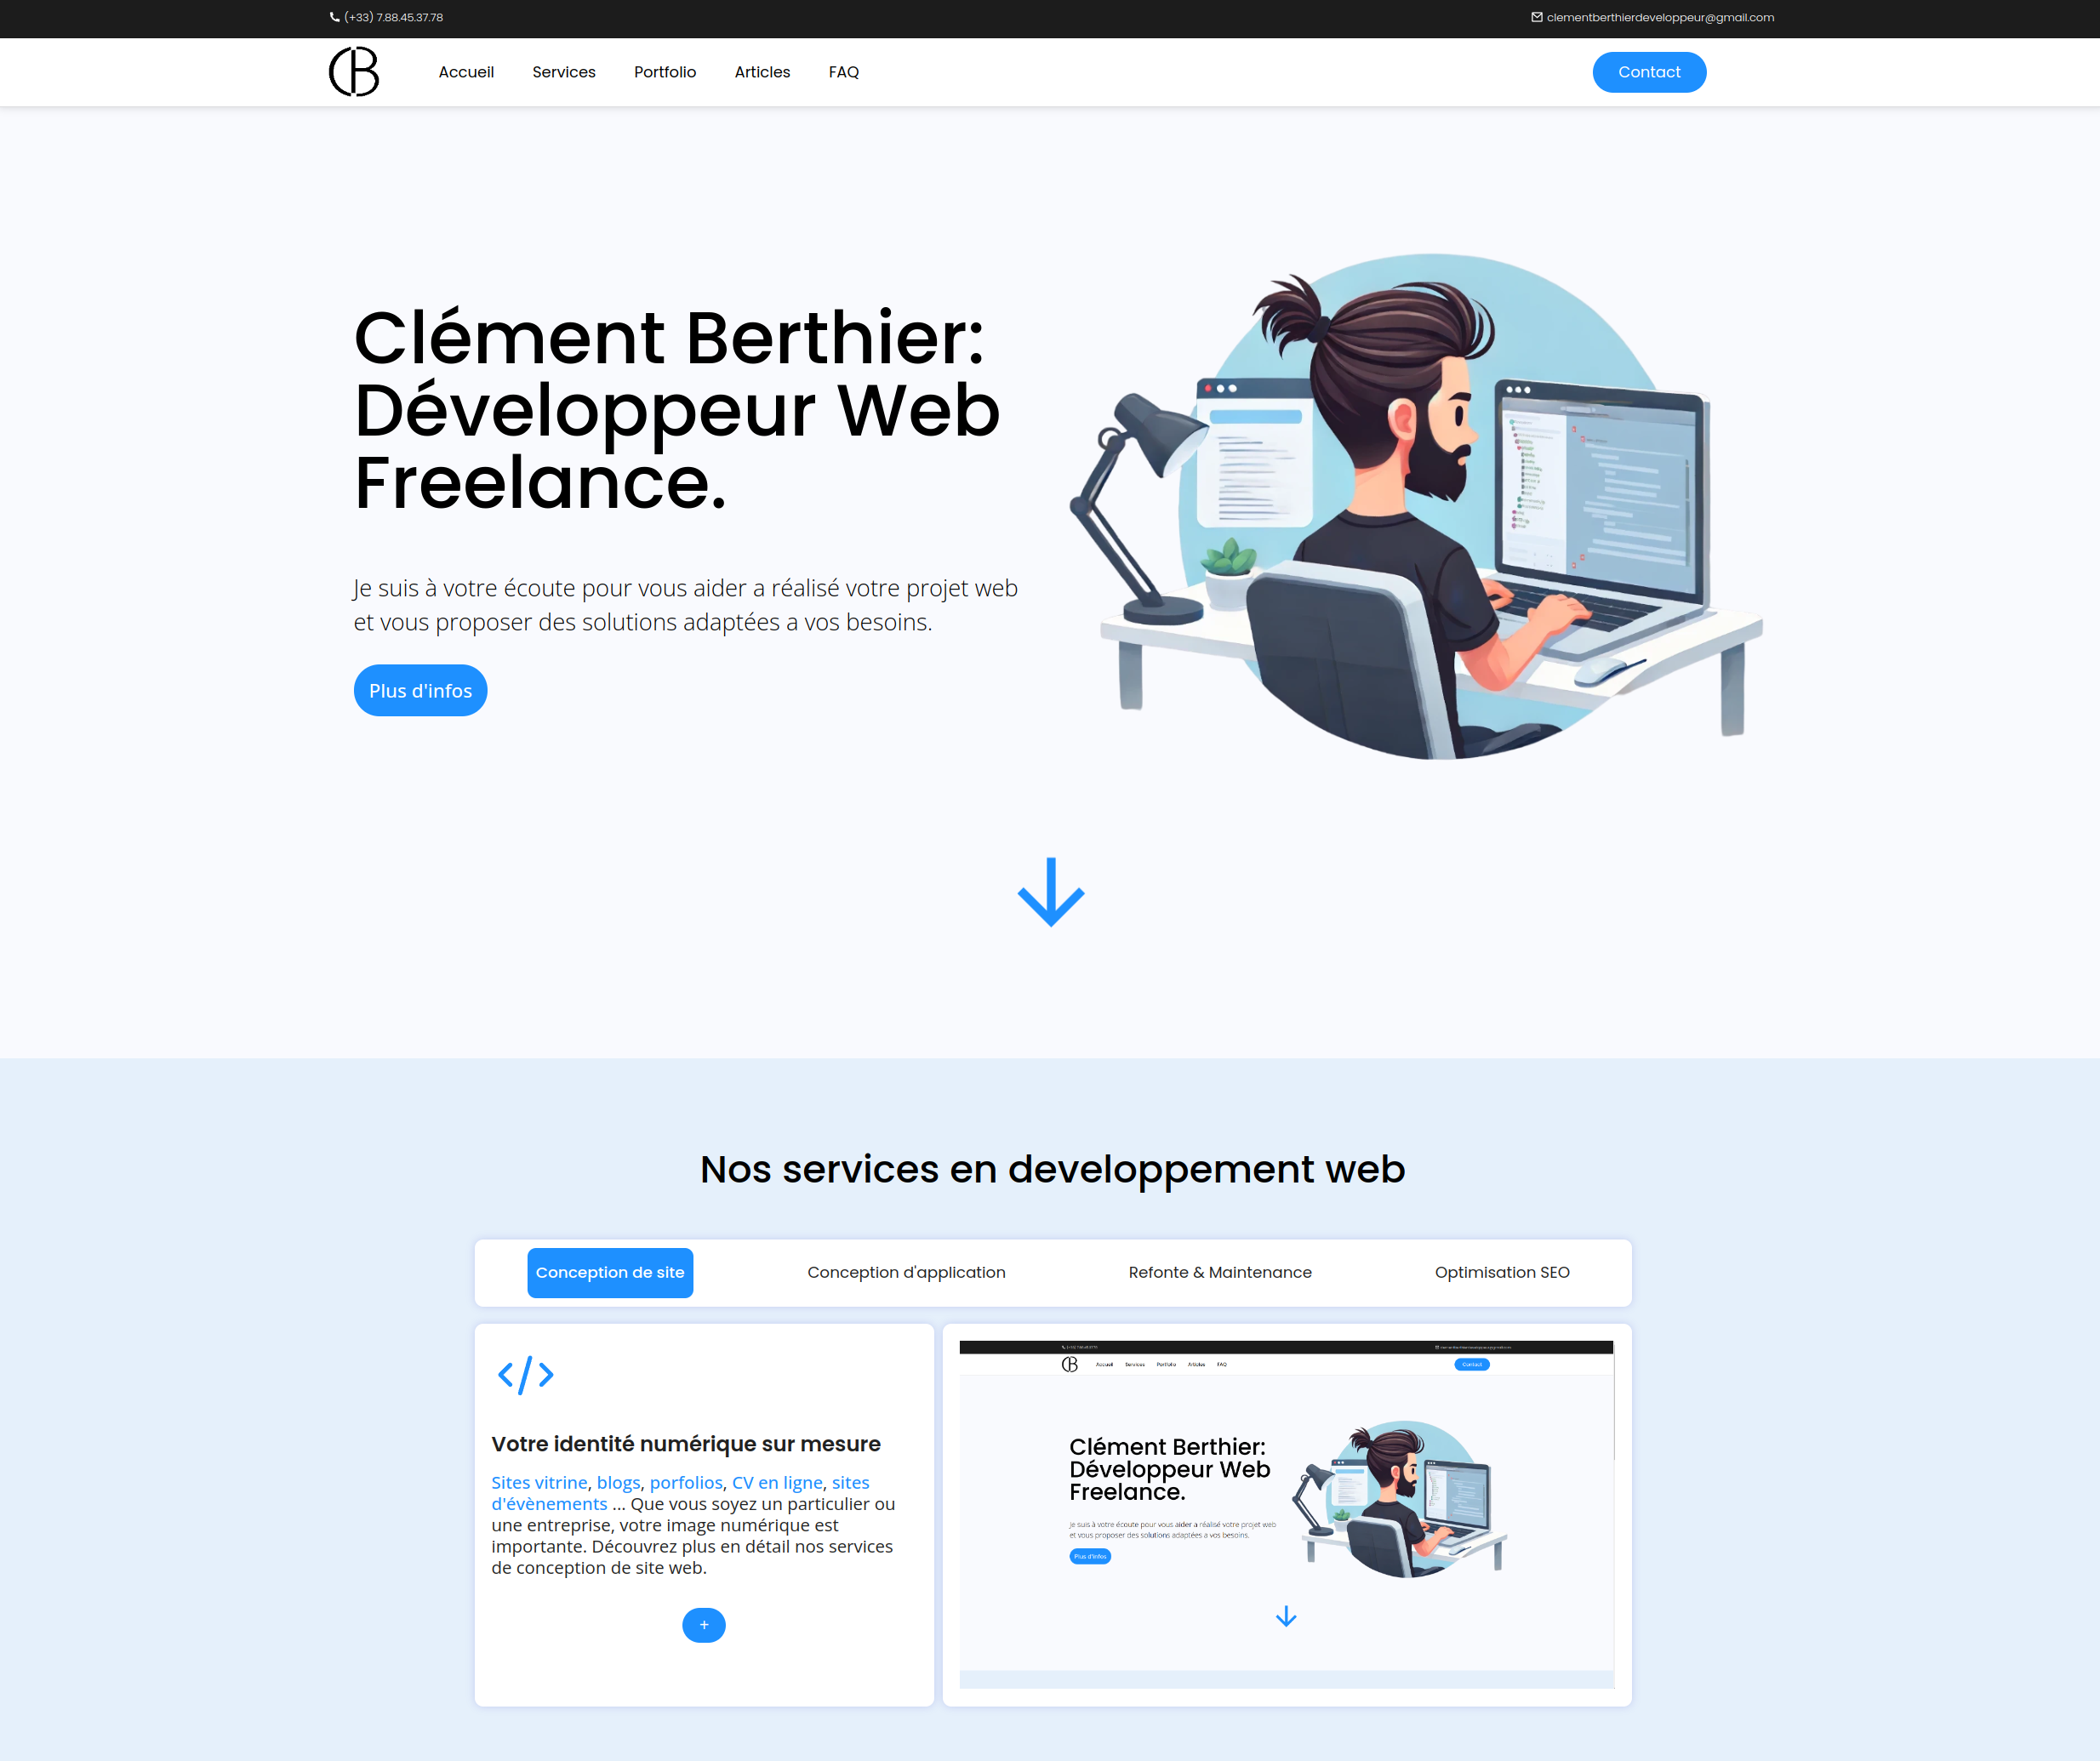 (+33) 7.88.45.37.78
clementberthierdeveloppeur@gmail.com
CB
Accueil
Services
Portfolio
Articles
FAQ
Contact
Clément Berthier:
Développeur Web
Freelance.
Je suis à votre écoute pour vous aider a réalisé votre projet web
et vous proposer des solutions adaptées a vos besoins.
Plus d'infos
Nos services en developpement web
Conception de site
Conception d'application
Refonte & Maintenance
Optimisation SEO
Votre identité numérique sur mesure
Sites vitrine, blogs, porfolios, CV en ligne, sites
d'évènements ... Que vous soyez un particulier ou
une entreprise, votre image numérique est
importante. Découvrez plus en détail nos services
de conception de site web.
+
CB
Accueil
Services
Portfolio
Articles
FAQ
Contact
Clément Berthier:
Développeur Web
Freelance.
Je suis à votre écoute pour vous aider a réalisé votre projet web
et vous proposer des solutions adaptées a vos besoins.
Plus d'infos